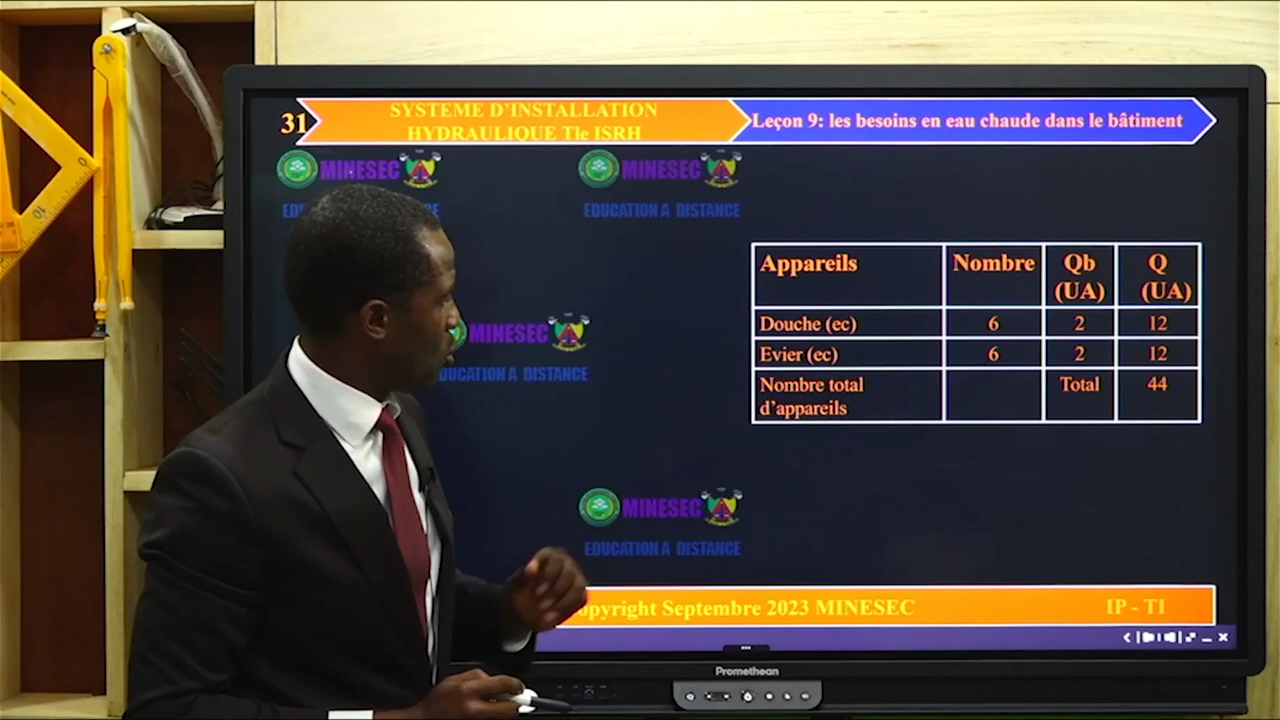 31
SYSTEME D'INSTALLATION
HYDRAULIQUE Tle ISRH
Leçon 9: les besoins en eau chaude dans le bâtiment
MINESEC
MINESEC
EDUCATION A DISTANCE
Appareils Nombre Qb (UA) Q (UA)
Douche (ec) 6 2 12
Evier (ec) 6 2 12
Nombre total d'appareils Total 44
MINESEC
A DISTANCE
MINESEC
EDUCATION A DISTANCE
opyright Septembre 2023 MINESEC
IP - TI
Promethean